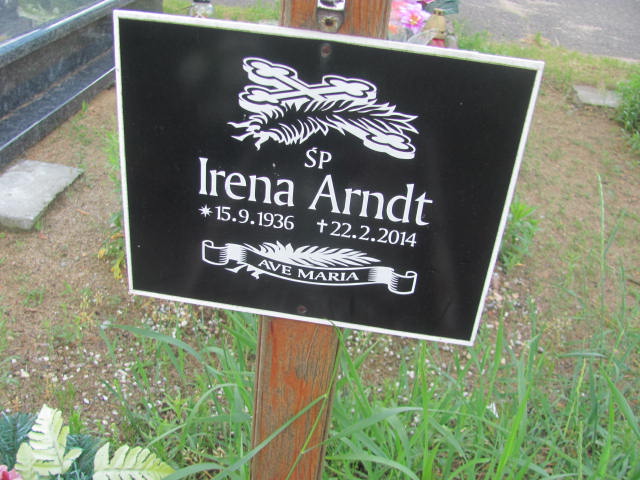 ŚP
Irena Arndt
*15.9.1936 †22.2.2014
AVE MARIA